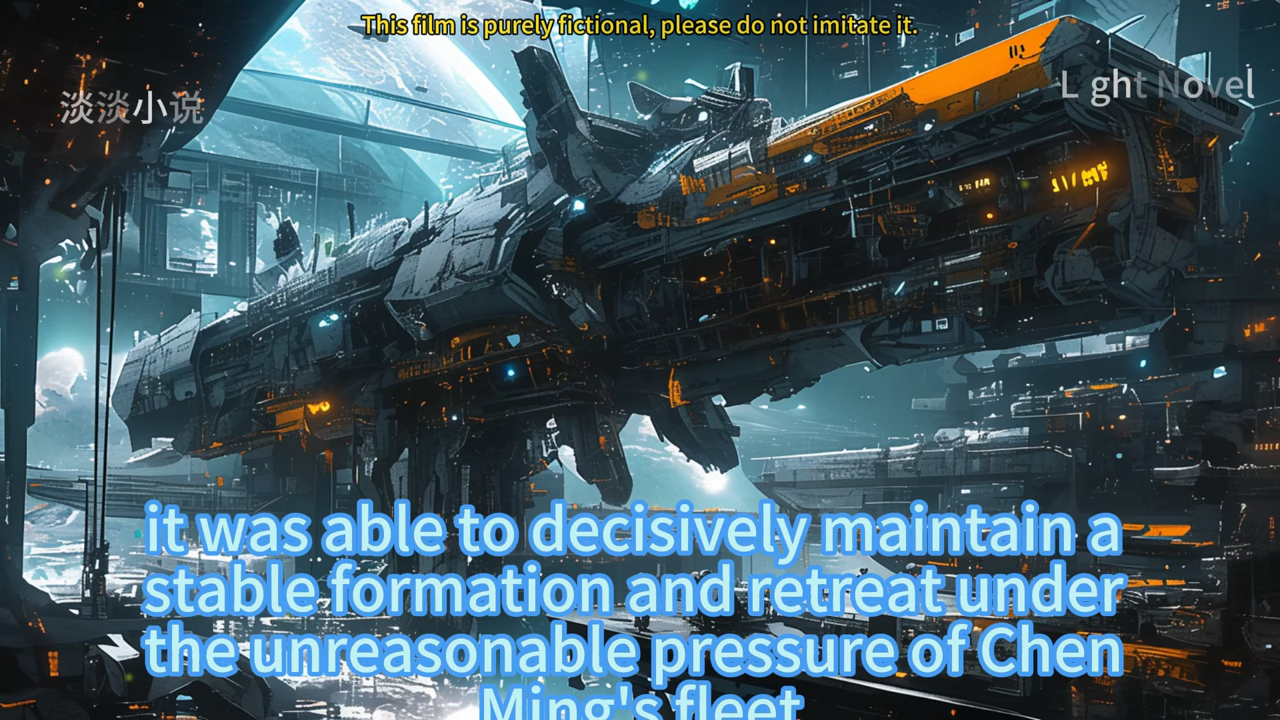 This film is purely fictional, please do not imitate it.
淡淡小说
L ght Novel
it was able to decisively maintain a
stable formation and retreat under
the unreasonable pressure of Chen
Ming's fleet